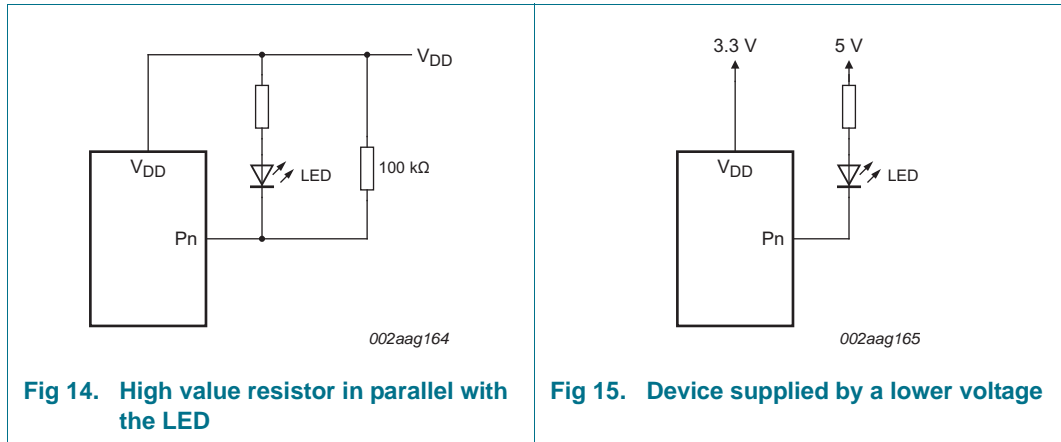 VDD
VDD
LED
100 kΩ
Pn
002aag164
Fig 14. High value resistor in parallel with
the LED
3.3 V
5 V
VDD
LED
Pn
002aag165
Fig 15. Device supplied by a lower voltage